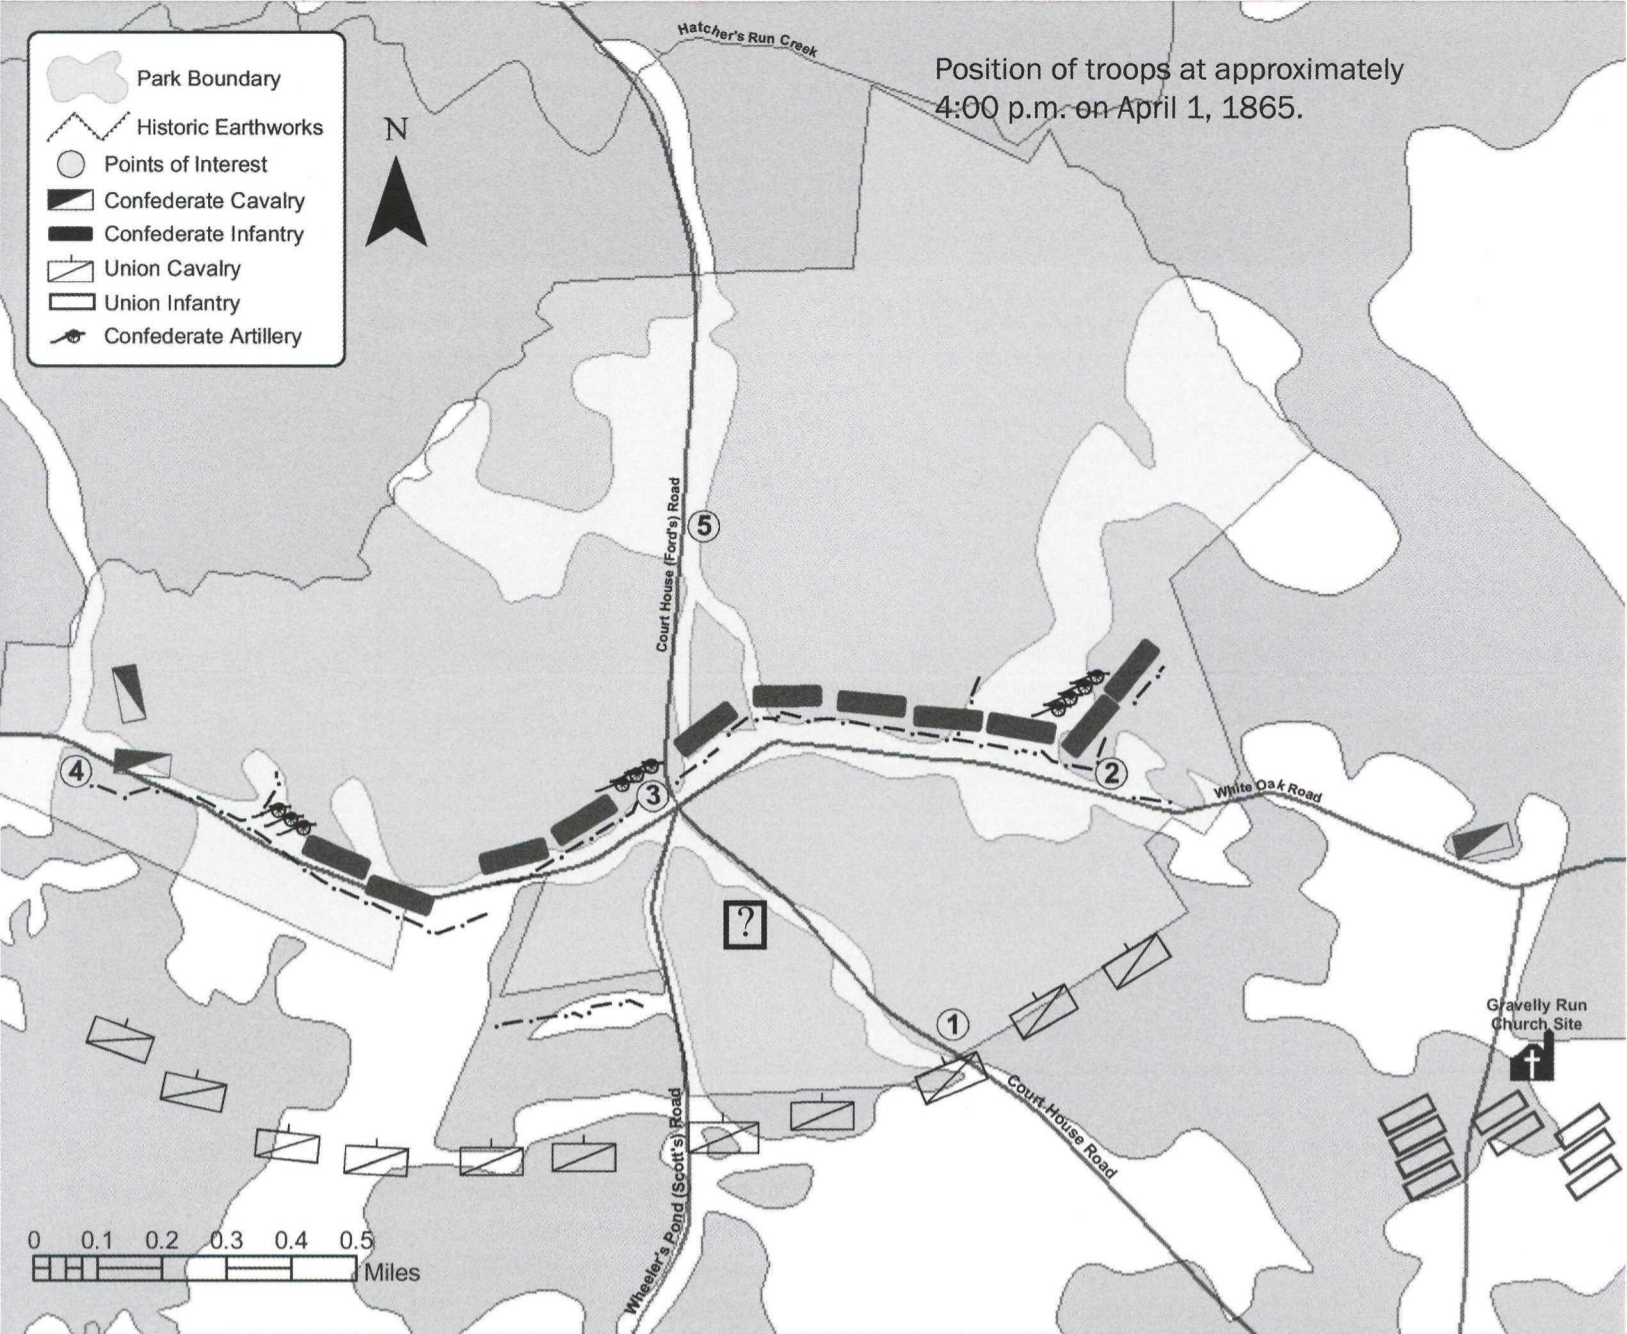 Hatcher's Run Creek
Position of troops at approximately
4:00 p.m. on April 1, 1865.
Park Boundary
Historic Earthworks
Points of Interest
Confederate Cavalry
Confederate Infantry
Union Cavalry
Union Infantry
Confederate Artillery
N
Court House (Ford's) Road
5
4
3
2
White Oak Road
?
1
Gravelly Run
Church Site
Court House Road
Wheeler's Pond (Scott's) Road
0 0.1 0.2 0.3 0.4 0.5
Miles